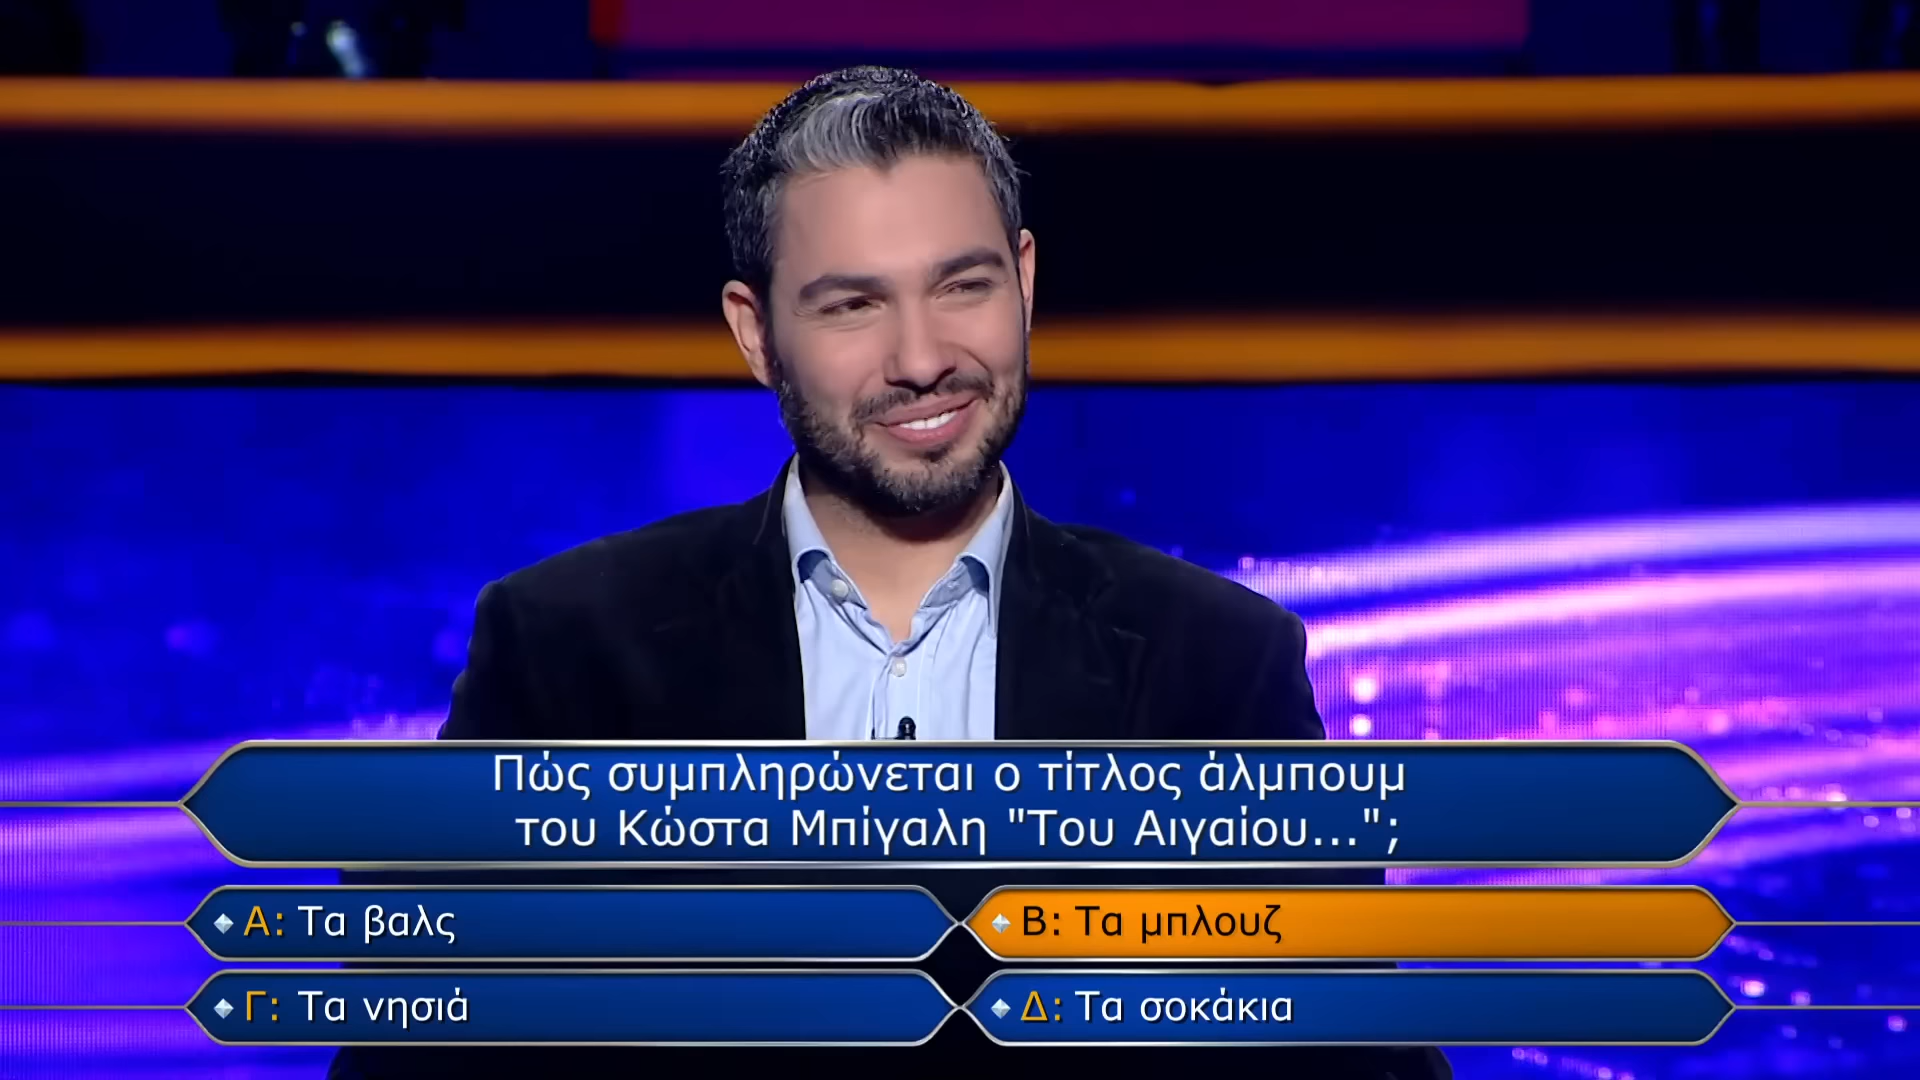 Πώς συμπληρώνεται ο τίτλος άλμπουμ
του Κώστα Μπίγαλη "Του Αιγαίου...";
Α: Τα βαλς
Β: Τα μπλουζ
Γ: Τα νησιά
Δ: Τα σοκάκια